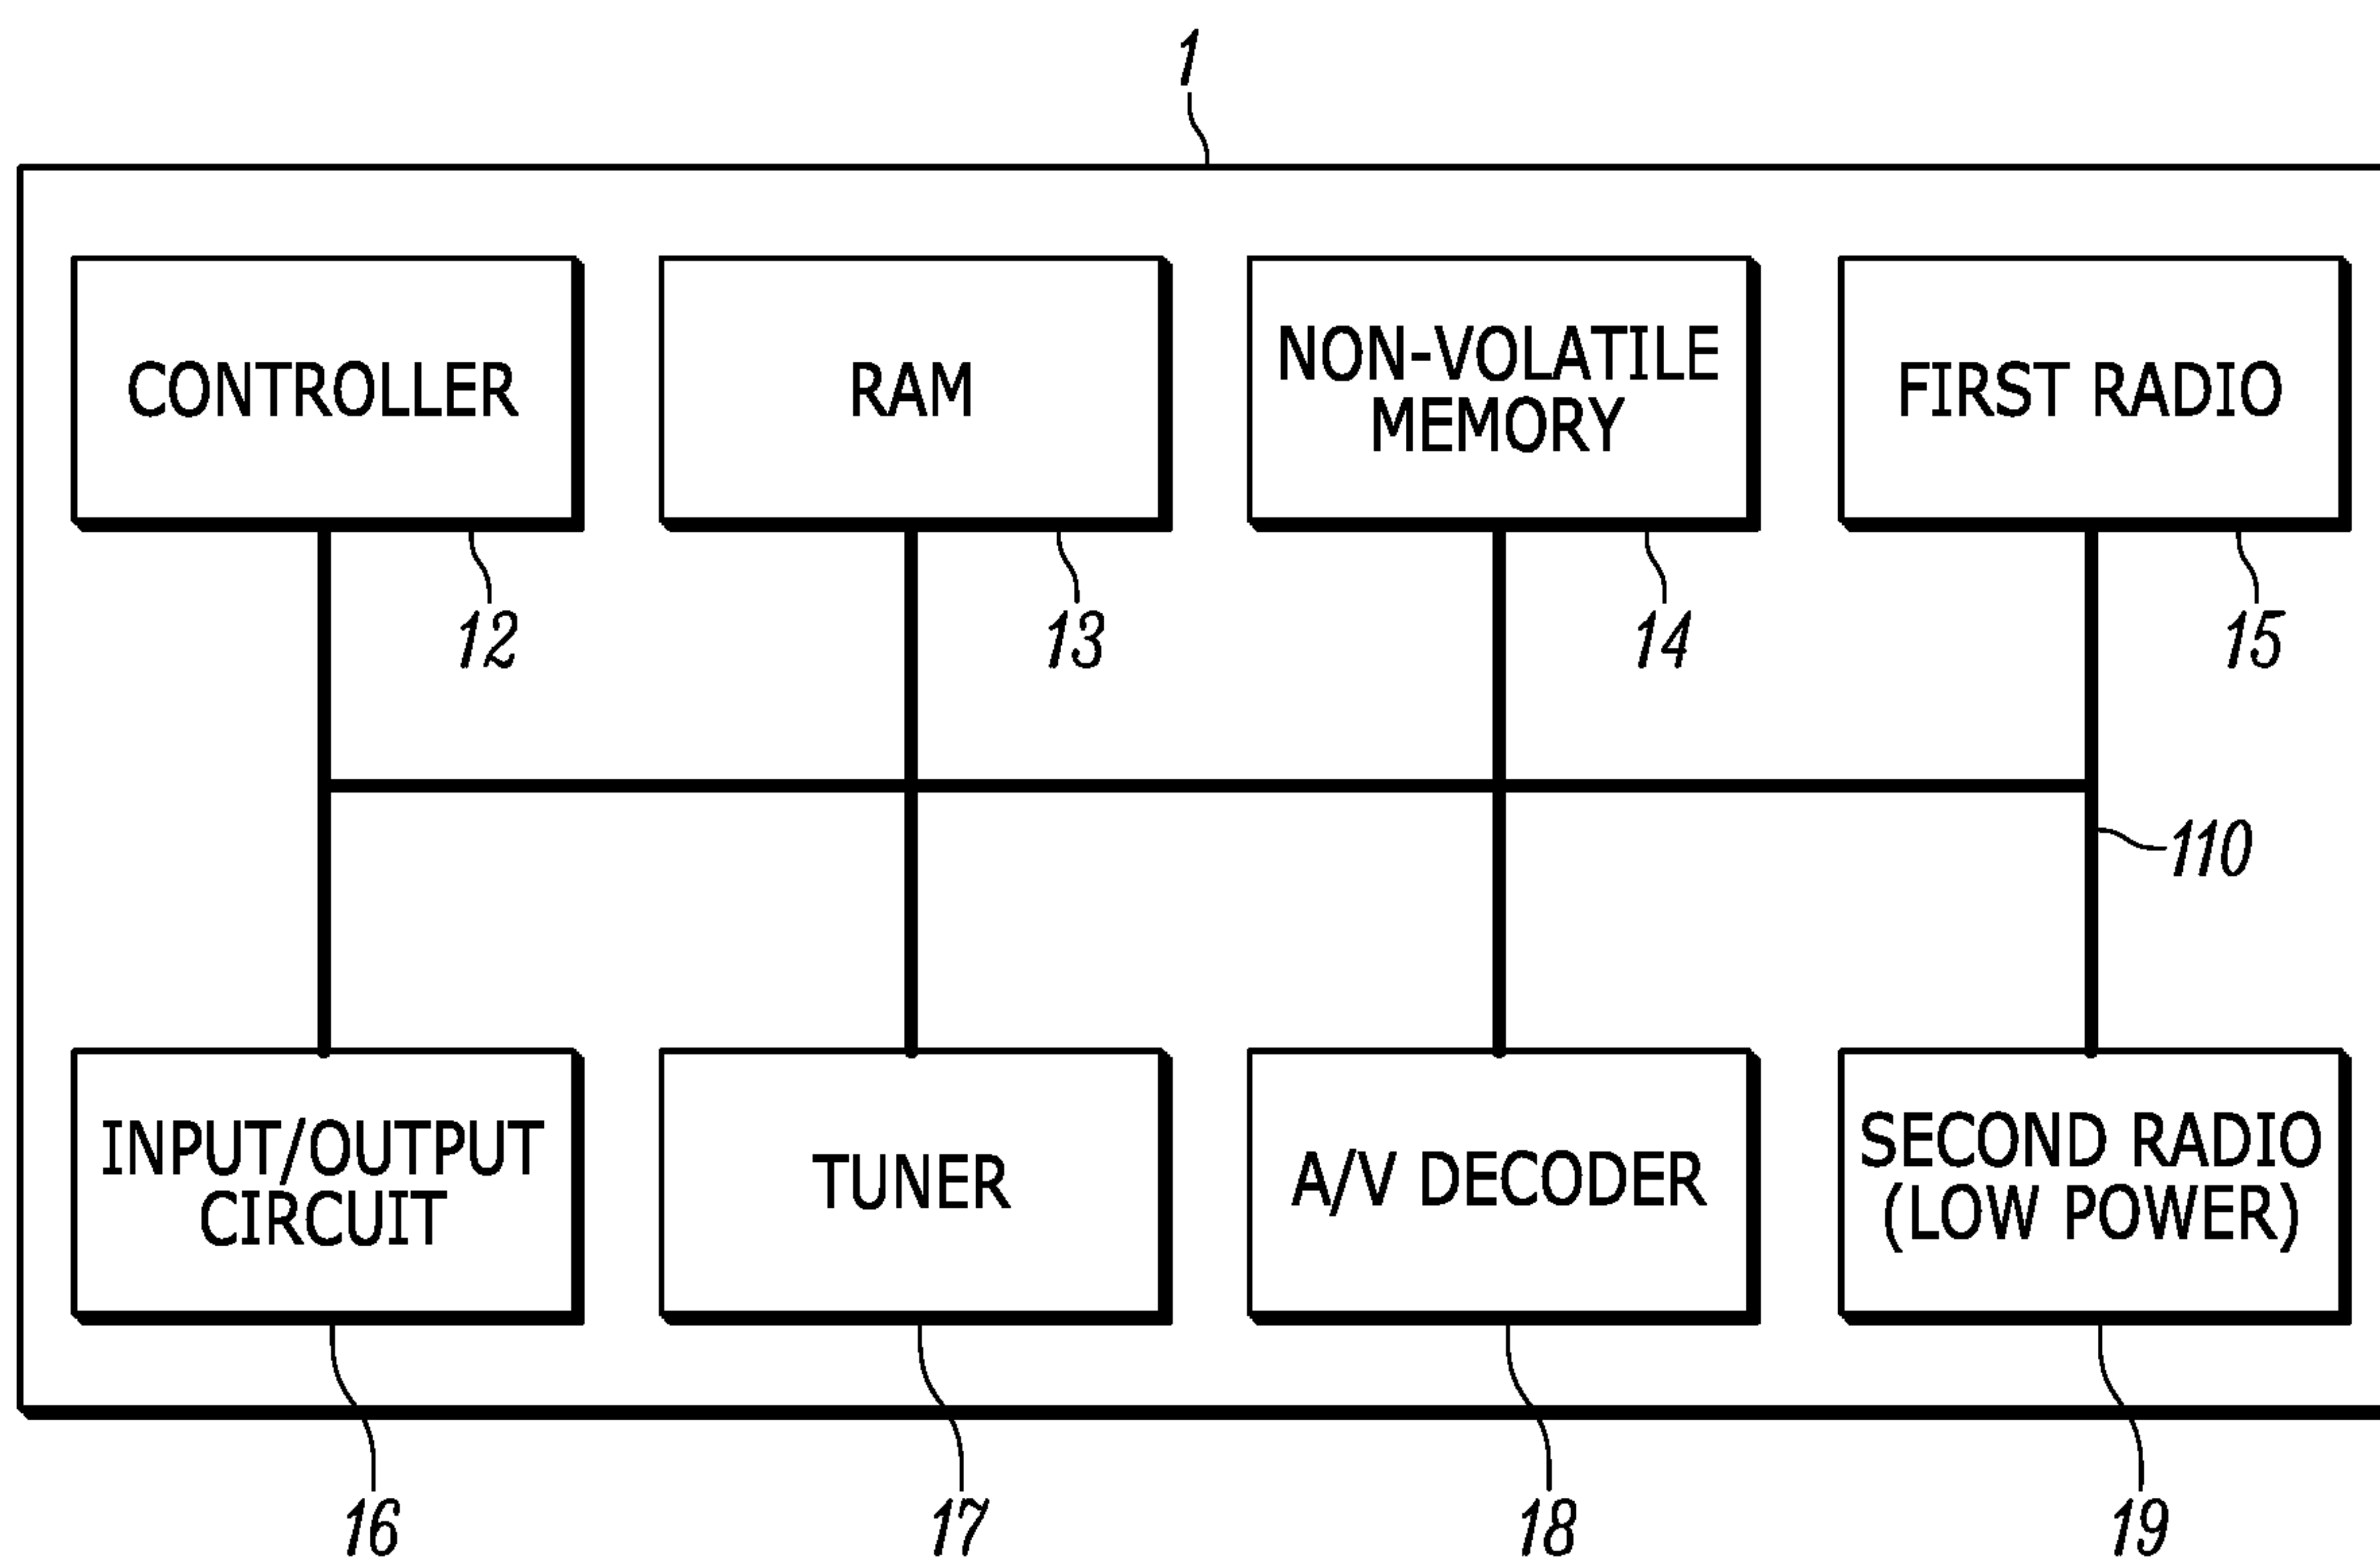 1
CONTROLLER
RAM
NON-VOLATILE
MEMORY
FIRST RADIO
12
13
14
15
110
INPUT/OUTPUT
CIRCUIT
TUNER
A/V DECODER
SECOND RADIO
(LOW POWER)
16
17
18
19